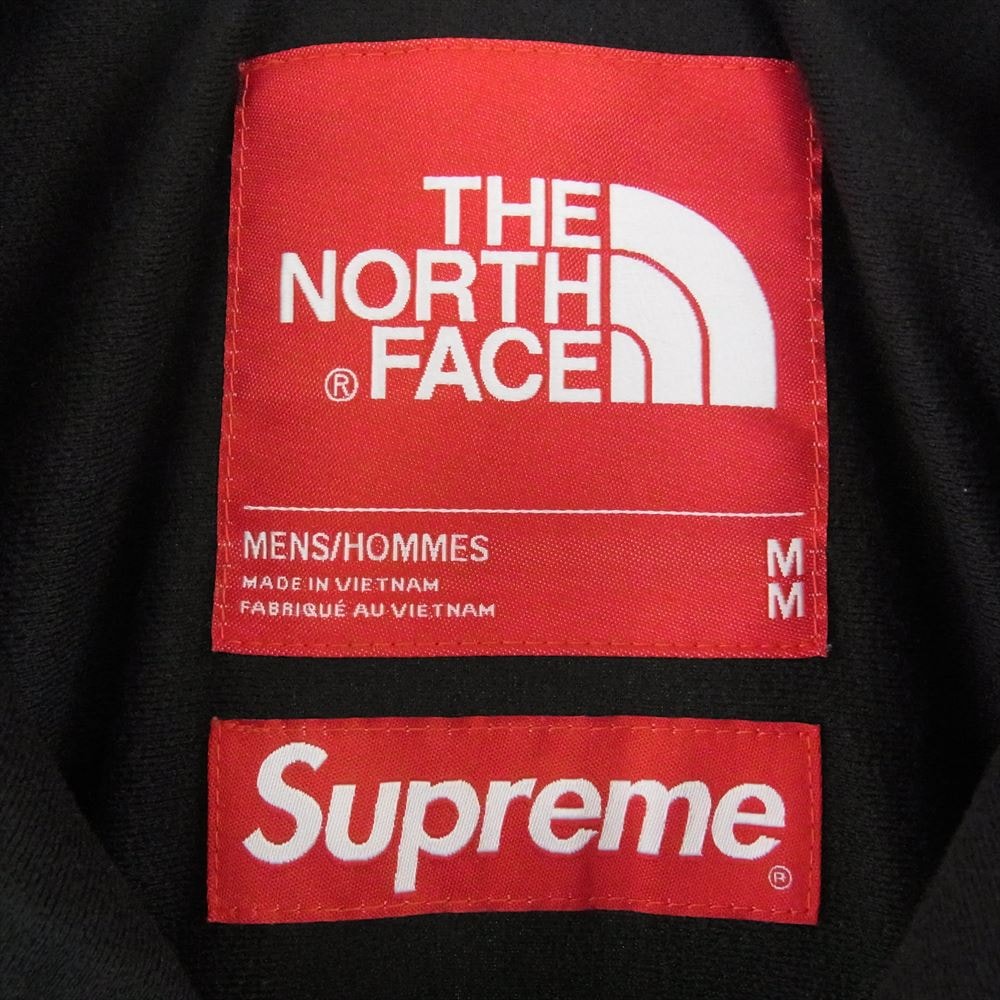 THE
NORTH
® FACE
MENS/HOMMES M
MADE IN VIETNAM
FABRIQUÉ AU VIETNAM M
Supreme
®